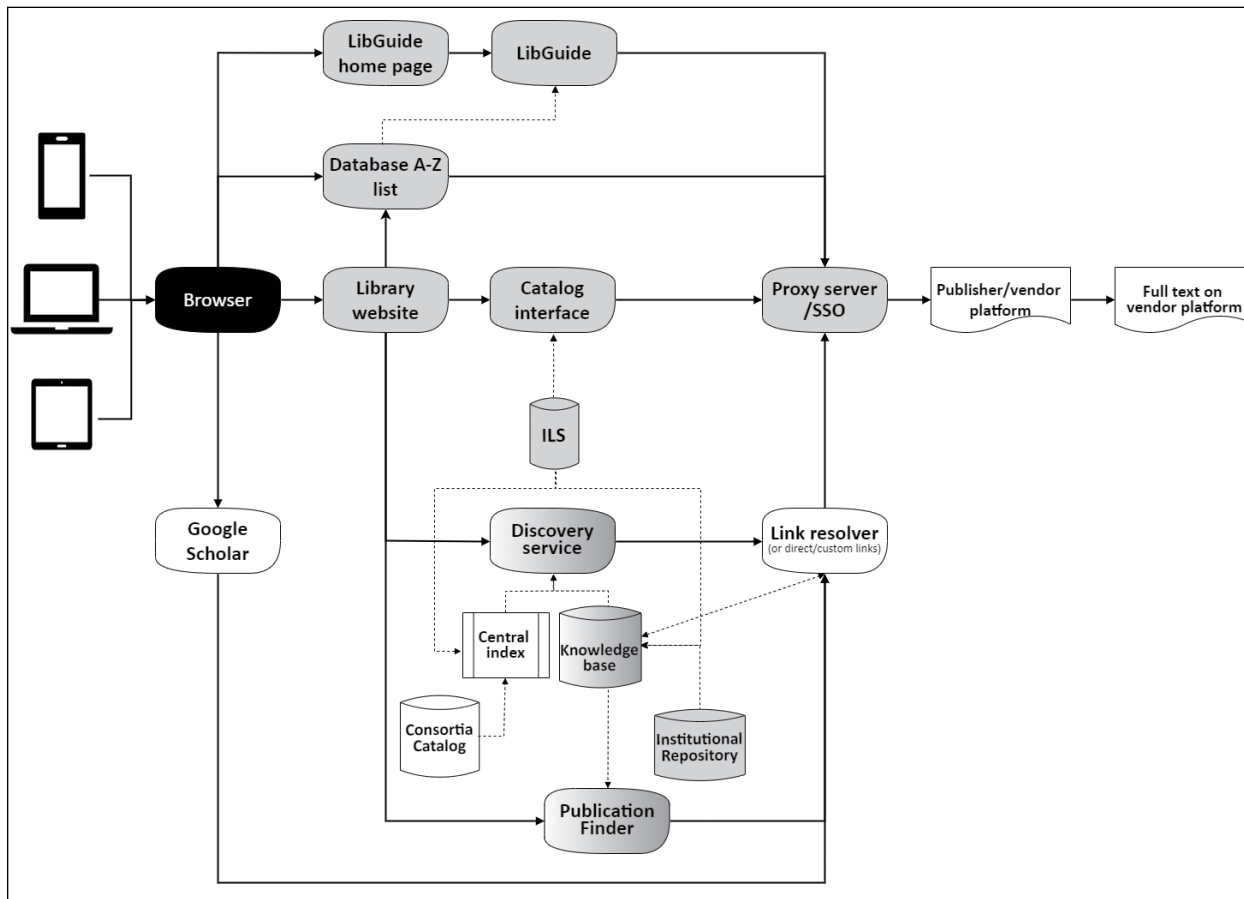 LibGuide
home page
LibGuide
Database A-Z
list
Browser
Library
website
Catalog
interface
Proxy server
/SSO
Publisher/vendor
platform
Full text on
vendor platform
ILS
Google
Scholar
Discovery
service
Link resolver
(or direct/custom links)
Central
index
Knowledge
base
Consortia
Catalog
Institutional
Repository
Publication
Finder